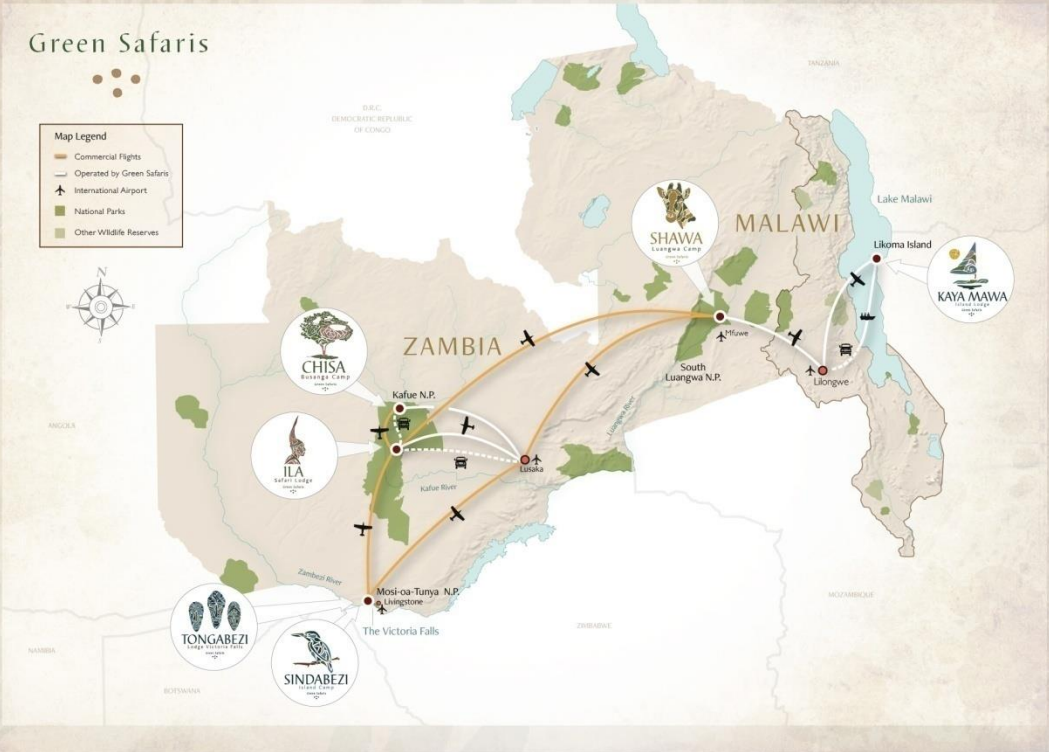 Green Safaris
Map Legend
Commercial Flights
Operated by Green Safaris
International Airport
National Parks
Other Wildlife Reserves
N
TANZANIA
D.R.C.
DEMOCRATIC REPUBLIC
OF CONGO
SHAWA
Luangwa Camp
MALAWI
Lake Malawi
Likoma Island
KAYA MAWA
Island Lodge
ZAMBIA
Mfuwe
South
Luangwa N.P.
Lilongwe
CHISA
Busanga Camp
Kafue N.P.
Luangwa River
ANGOLA
ILA
Safari Lodge
Lusaka
Kafue River
Zambezi River
Mosi-oa-Tunya N.P.
Livingstone
The Victoria Falls
MOZAMBIQUE
ZIMBABWE
TONGABEZI
Lodge Victoria Falls
SINDABEZI
Island Camp
NAMIBIA
BOTSWANA